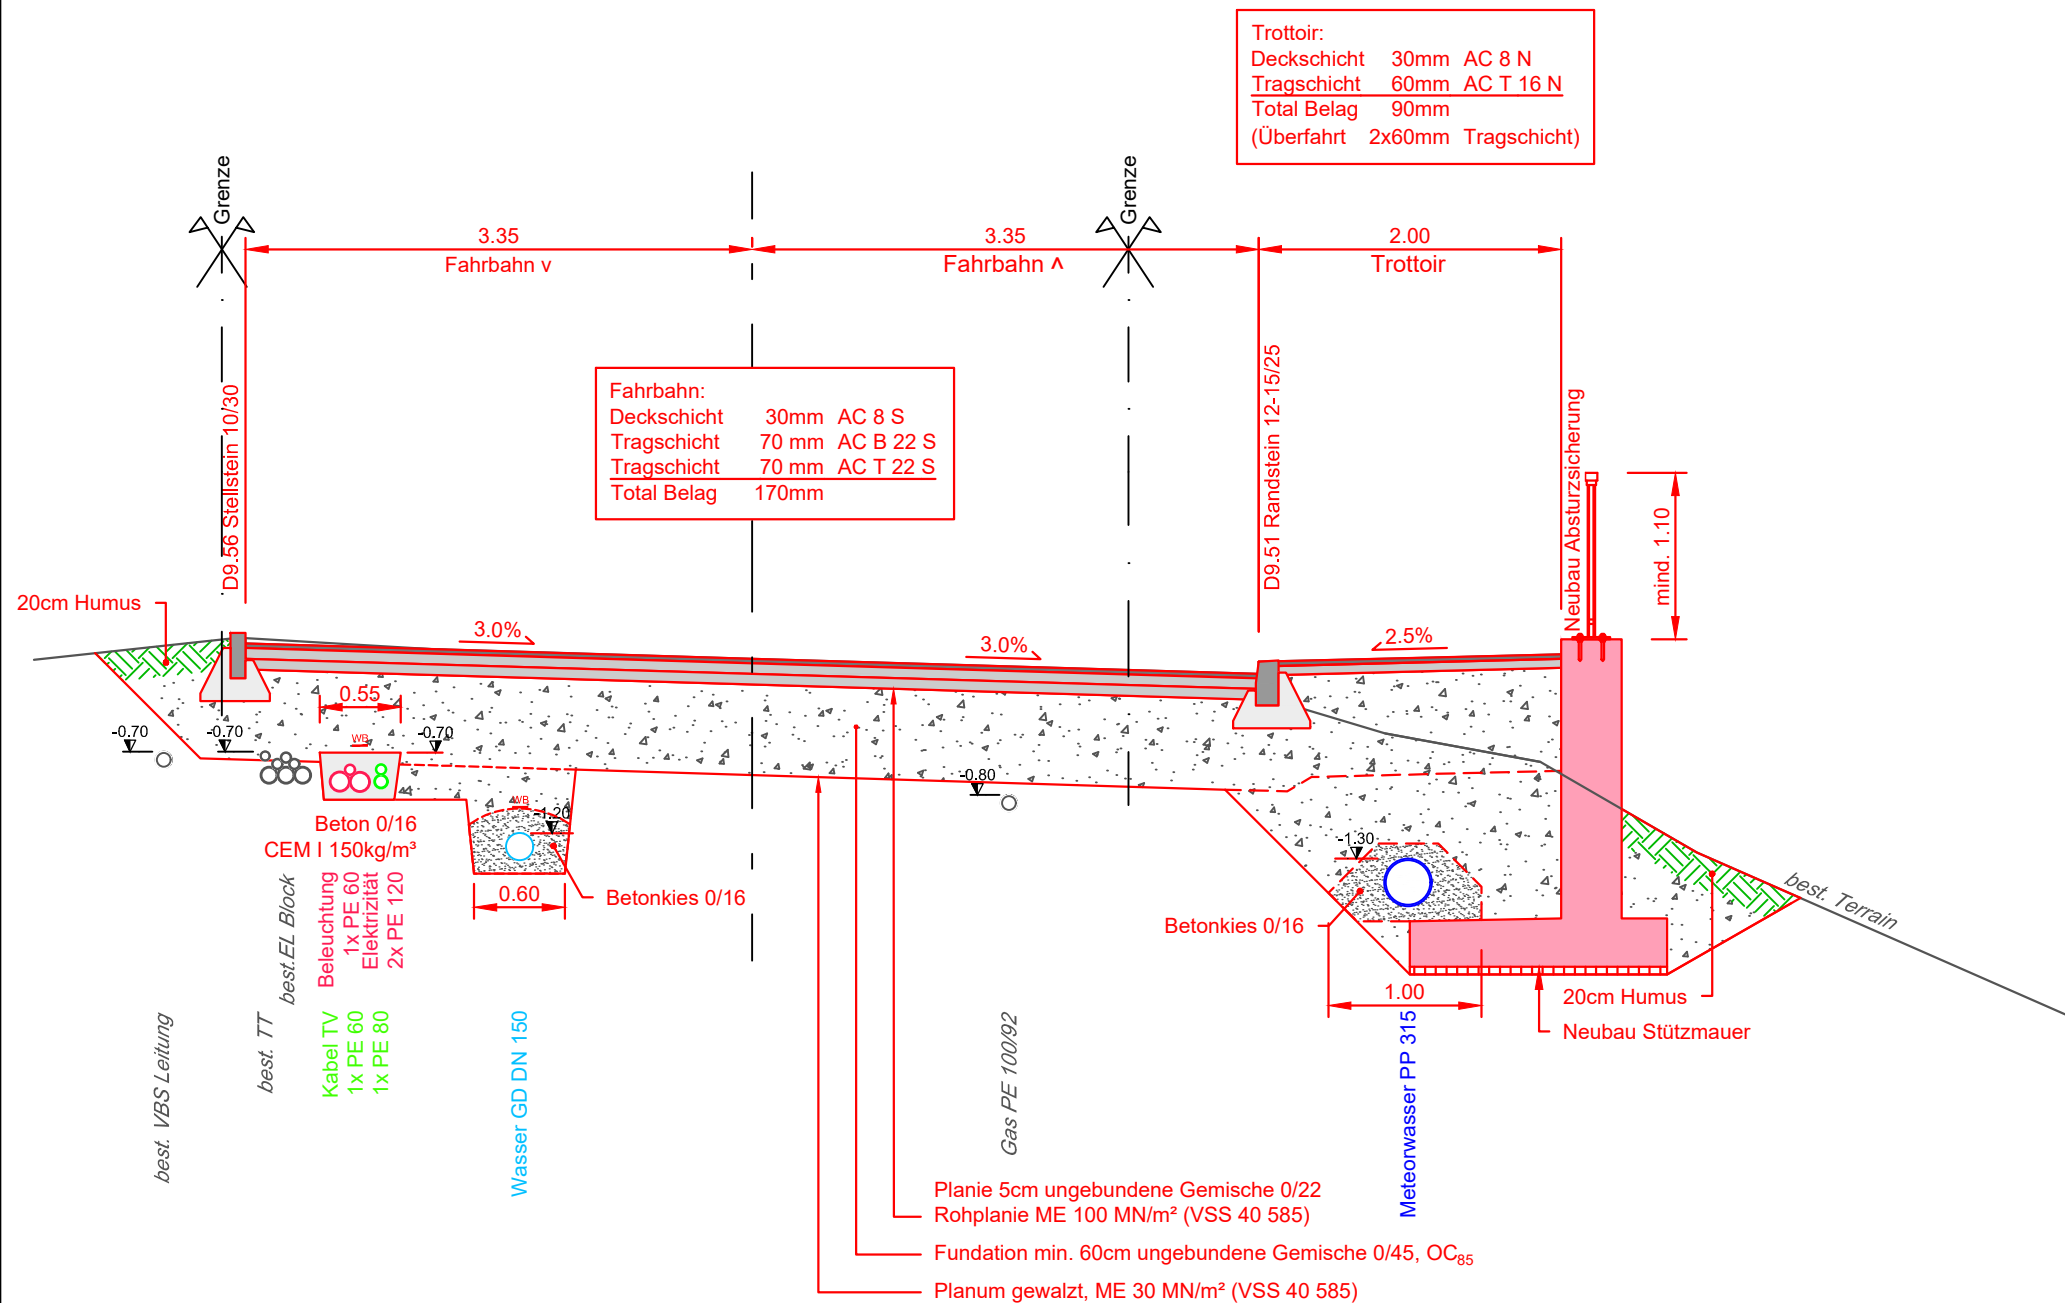 Trottoir:
Deckschicht 30mm AC 8 N
Tragschicht 60mm AC T 16 N
Total Belag 90mm
(Überfahrt 2x60mm Tragschicht)
Grenze
Grenze
3.35
Fahrbahn v
3.35
Fahrbahn ʌ
2.00
Trottoir
D9.56 Stellstein 10/30
Fahrbahn:
Deckschicht 30mm AC 8 S
Tragschicht 70 mm AC B 22 S
Tragschicht 70 mm AC T 22 S
Total Belag 170mm
D9.51 Randstein 12-15/25
Neubau Absturzsicherung
mind. 1.10
20cm Humus
3.0%
3.0%
2.5%
0.55
-0.70
-0.70
-0.70
WB
-0.80
WB
-1.20
-1.30
Beton 0/16
CEM I 150kg/m³
0.60
Betonkies 0/16
Betonkies 0/16
best. Terrain
1.00
20cm Humus
Neubau Stützmauer
best. VBS Leitung
best. TT
best.EL Block
Beleuchtung
1x PE 60
Elektrizität
2x PE 120
Kabel TV
1x PE 60
1x PE 80
Wasser GD DN 150
Gas PE 100/92
Meteorwasser PP 315
Planie 5cm ungebundene Gemische 0/22
Rohplanie ME 100 MN/m² (VSS 40 585)
Fundation min. 60cm ungebundene Gemische 0/45, OC₈₅
Planum gewalzt, ME 30 MN/m² (VSS 40 585)